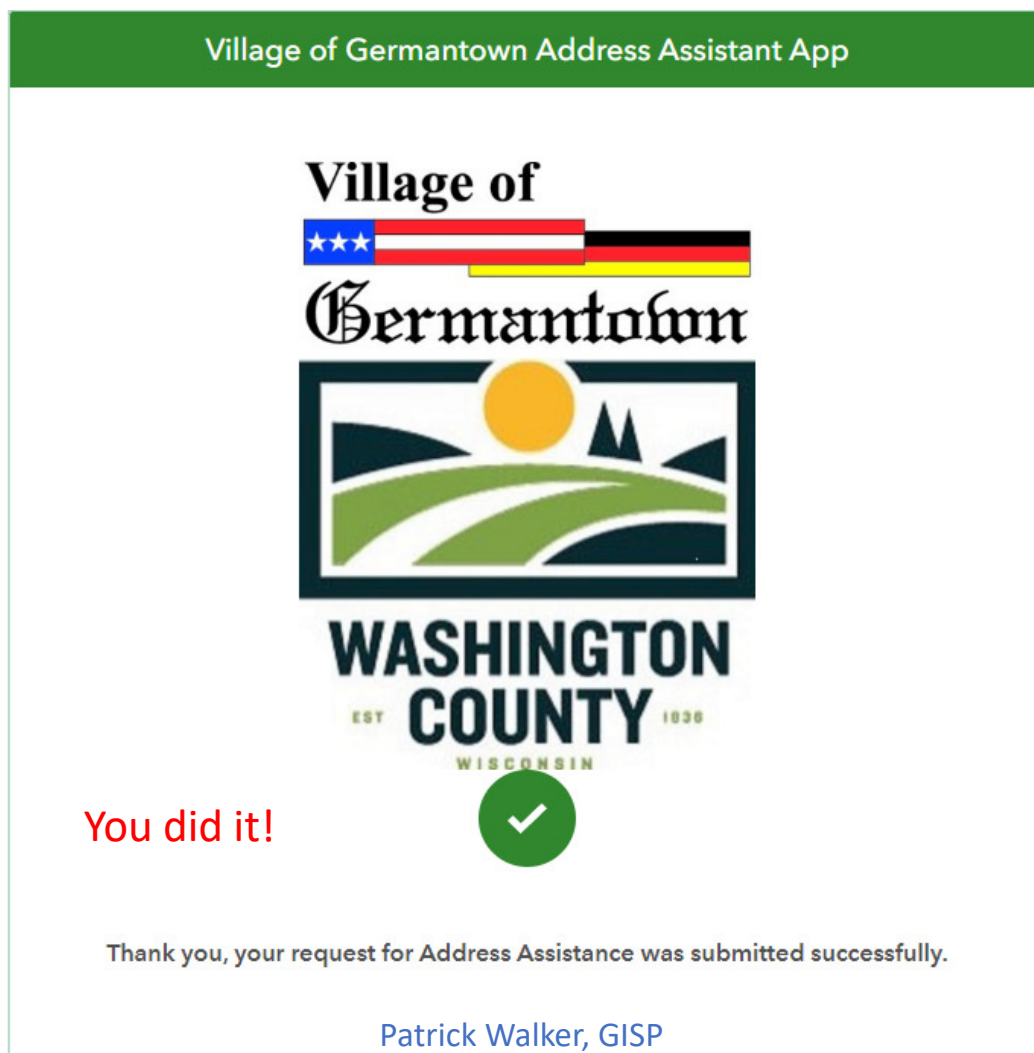 Village of Germantown Address Assistant App
Village of
Germantown
WASHINGTON
EST COUNTY 1836
WISCONSIN
You did it!
Thank you, your request for Address Assistance was submitted successfully.
Patrick Walker, GISP